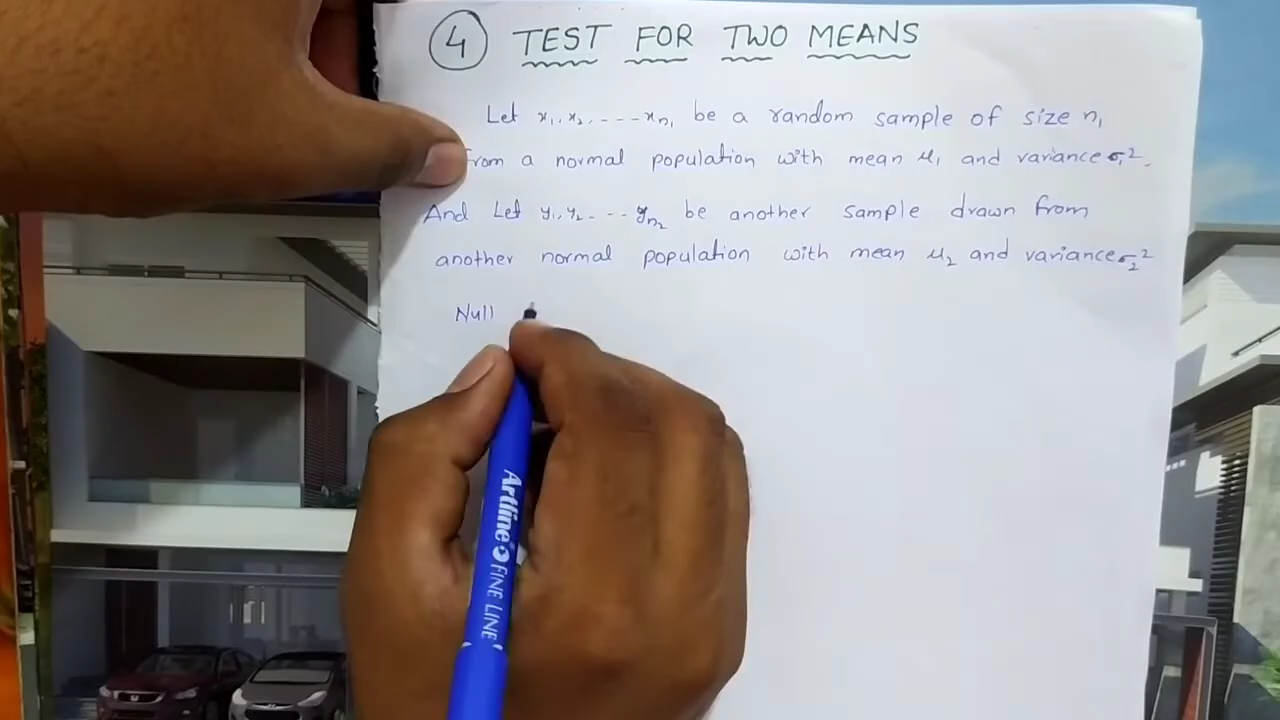 ④ TEST FOR TWO MEANS
Let x₁, x₂, ---- xn₁ be a random sample of size n₁
from a normal population with mean μ₁ and variance σ₁².
And Let y₁, y₂ - - -- yn₂ be another sample drawn from
another normal population with mean μ₂ and variance σ₂²
Null
Artline FINE LINE